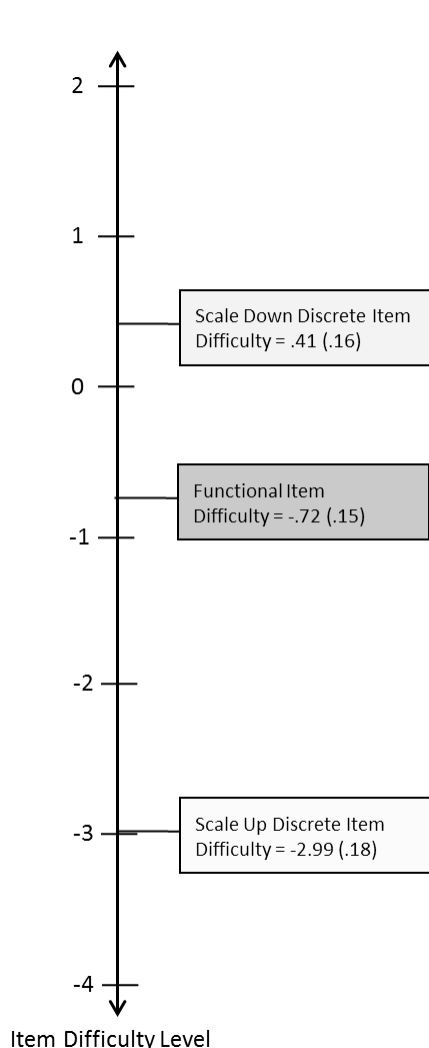 2
1
Scale Down Discrete Item
Difficulty = .41 (.16)
0
Functional Item
Difficulty = -.72 (.15)
-1
-2
Scale Up Discrete Item
-3
Difficulty = -2.99 (.18)
-4
Item Difficulty Level